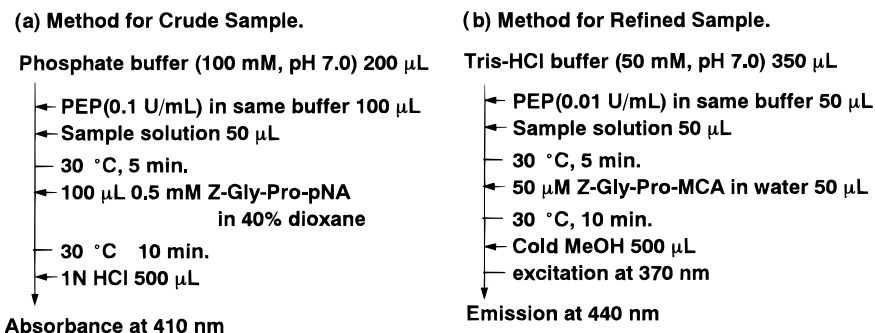 (a) Method for Crude Sample.
Phosphate buffer (100 mM, pH 7.0) 200 μL
PEP(0.1 U/mL) in same buffer 100 μL
Sample solution 50 μL
30 °C, 5 min.
100 μL 0.5 mM Z-Gly-Pro-pNA
in 40% dioxane
30 °C 10 min.
1N HCl 500 μL
Absorbance at 410 nm
(b) Method for Refined Sample.
Tris-HCl buffer (50 mM, pH 7.0) 350 μL
PEP(0.01 U/mL) in same buffer 50 μL
Sample solution 50 μL
30 °C, 5 min.
50 μM Z-Gly-Pro-MCA in water 50 μL
30 °C, 10 min.
Cold MeOH 500 μL
excitation at 370 nm
Emission at 440 nm